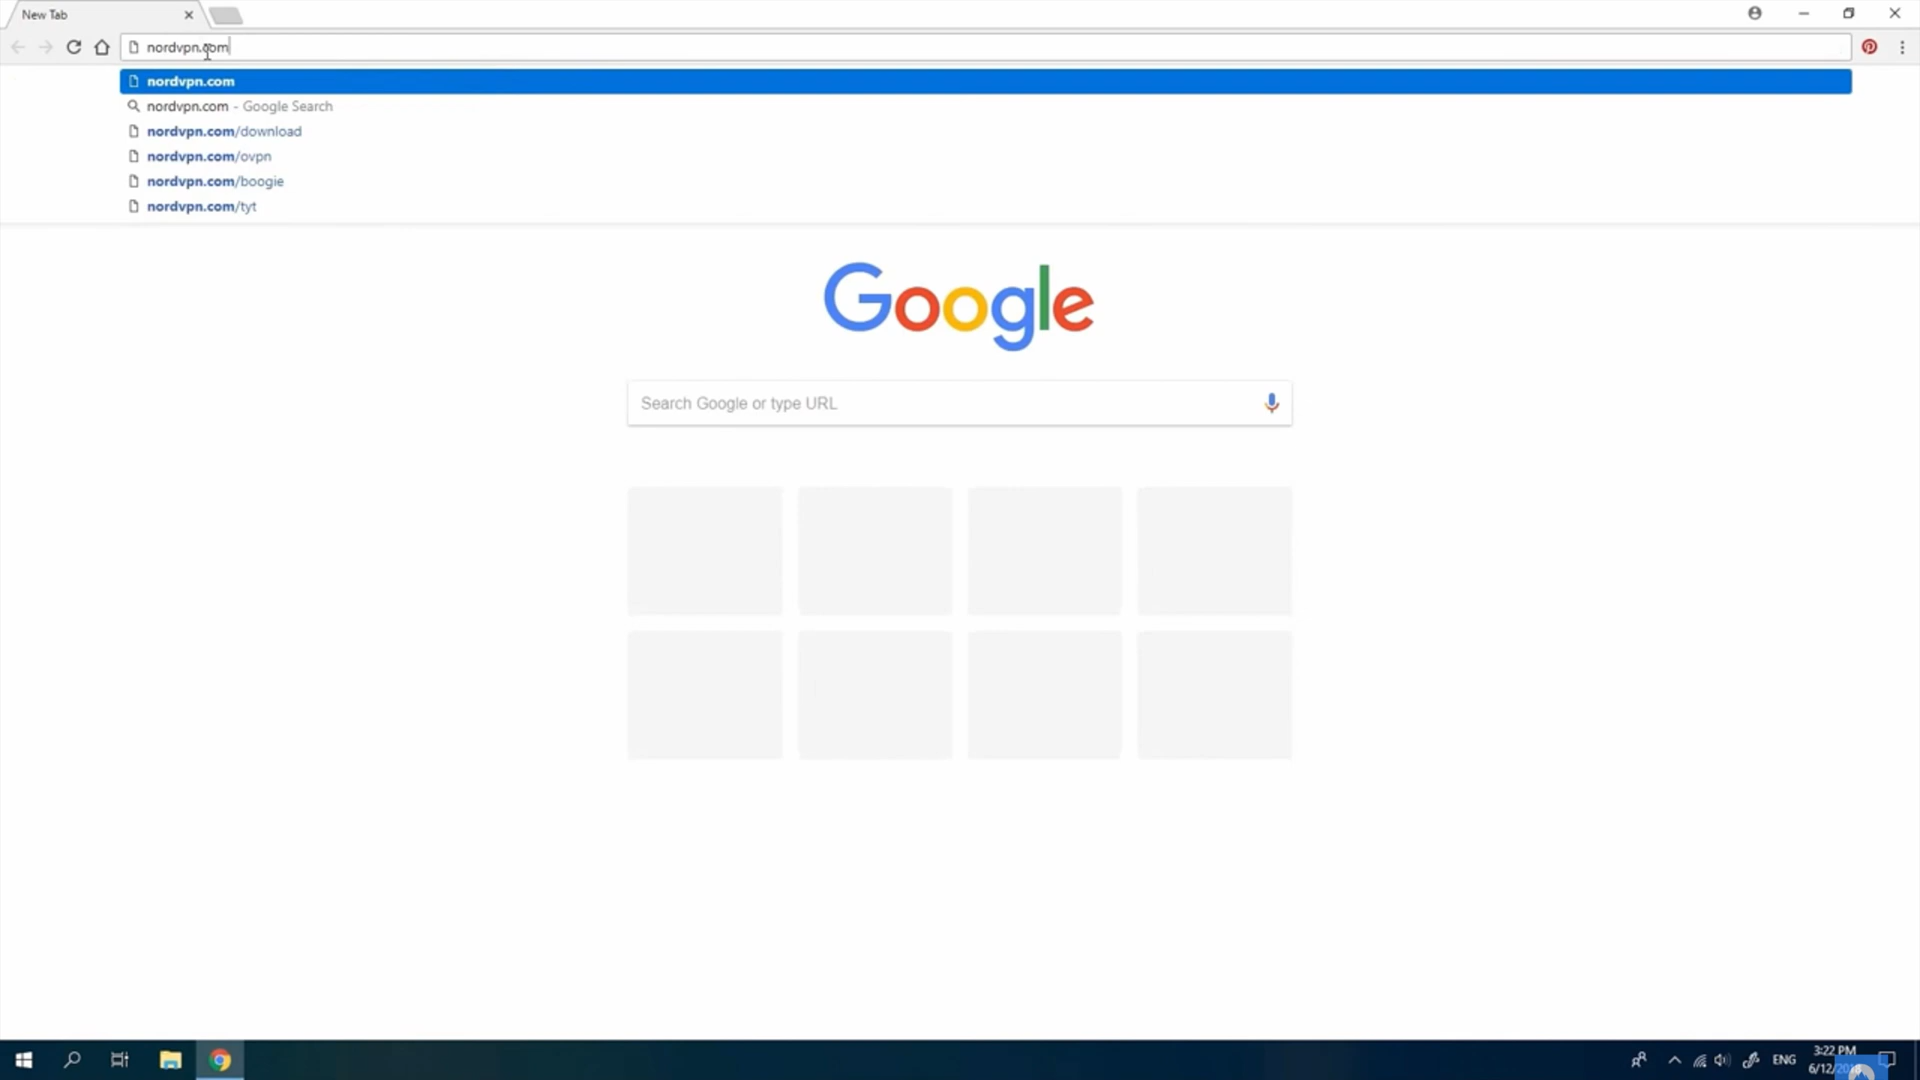 New Tab
nordvpn.com
nordvpn.com
nordvpn.com - Google Search
nordvpn.com/download
nordvpn.com/ovpn
nordvpn.com/boogie
nordvpn.com/tyt
Google
Search Google or type URL
ENG
3:22 PM